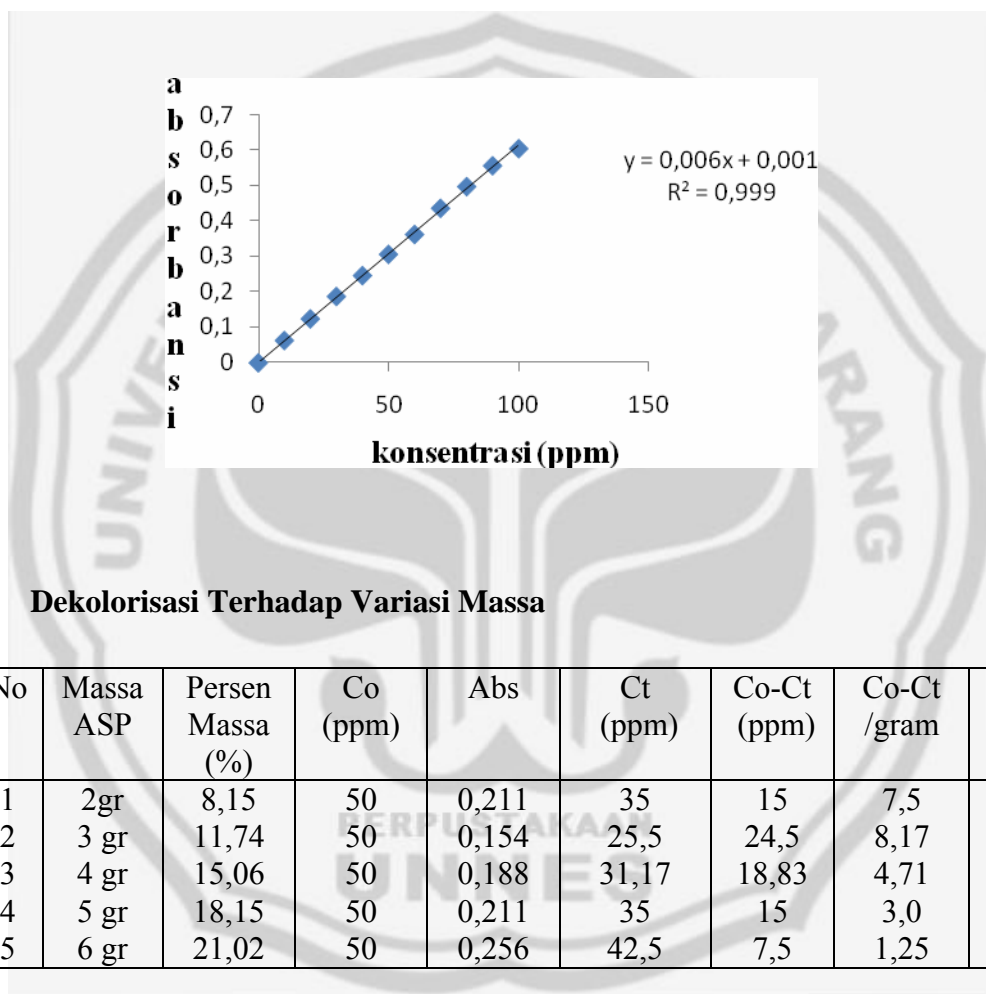 absorbansi
0,7
0,6
0,5
0,4
0,3
0,2
0,1
0
y = 0,006x + 0,001
R² = 0,999
0 50 100 150
konsentrasi (ppm)
Dekolorisasi Terhadap Variasi Massa
No Massa ASP Persen Massa (%) Co (ppm) Abs Ct (ppm) Co-Ct (ppm) Co-Ct /gram
1 2gr 8,15 50 0,211 35 15 7,5
2 3 gr 11,74 50 0,154 25,5 24,5 8,17
3 4 gr 15,06 50 0,188 31,17 18,83 4,71
4 5 gr 18,15 50 0,211 35 15 3,0
5 6 gr 21,02 50 0,256 42,5 7,5 1,25
PERPUSTAKAAN
UNNES